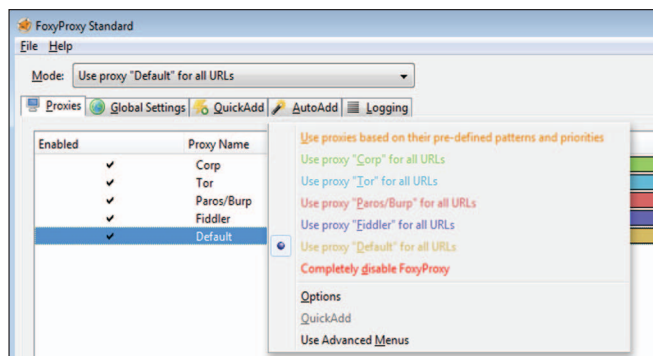 FoxyProxy Standard
File Help
Mode: Use proxy "Default" for all URLs
Proxies Global Settings QuickAdd AutoAdd Logging
Enabled Proxy Name
Corp
Tor
Paros/Burp
Fiddler
Default
Use proxies based on their pre-defined patterns and priorities
Use proxy "Corp" for all URLs
Use proxy "Tor" for all URLs
Use proxy "Paros/Burp" for all URLs
Use proxy "Fiddler" for all URLs
Use proxy "Default" for all URLs
Completely disable FoxyProxy
Options
QuickAdd
Use Advanced Menus